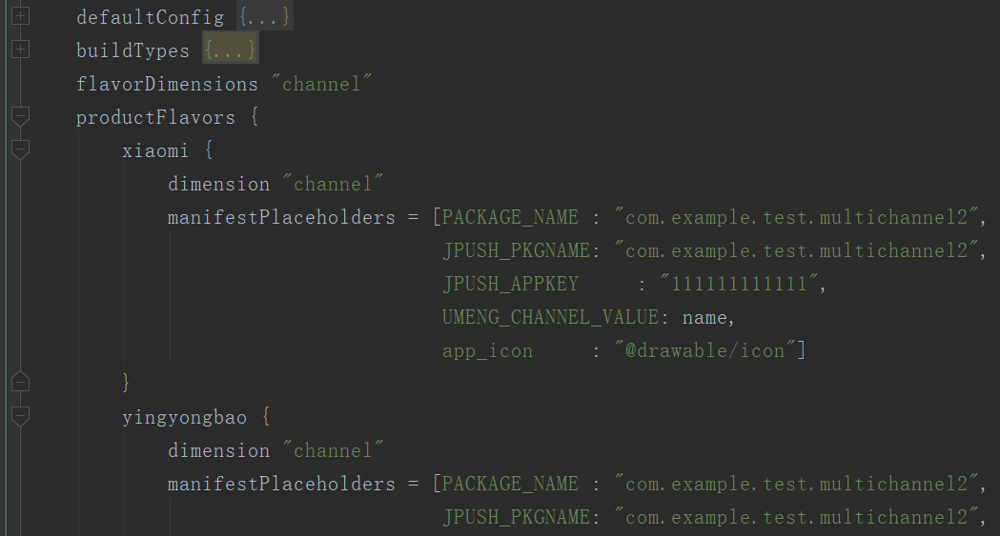 defaultConfig {...}
buildTypes {...}
flavorDimensions "channel"
productFlavors {
xiaomi {
dimension "channel"
manifestPlaceholders = [PACKAGE_NAME : "com.example.test.multichannel2",
JPUSH_PKGNAME: "com.example.test.multichannel2",
JPUSH_APPKEY : "111111111111",
UMENG_CHANNEL_VALUE: name,
app_icon : "@drawable/icon"]
}
yingyongbao {
dimension "channel"
manifestPlaceholders = [PACKAGE_NAME : "com.example.test.multichannel2",
JPUSH_PKGNAME: "com.example.test.multichannel2",